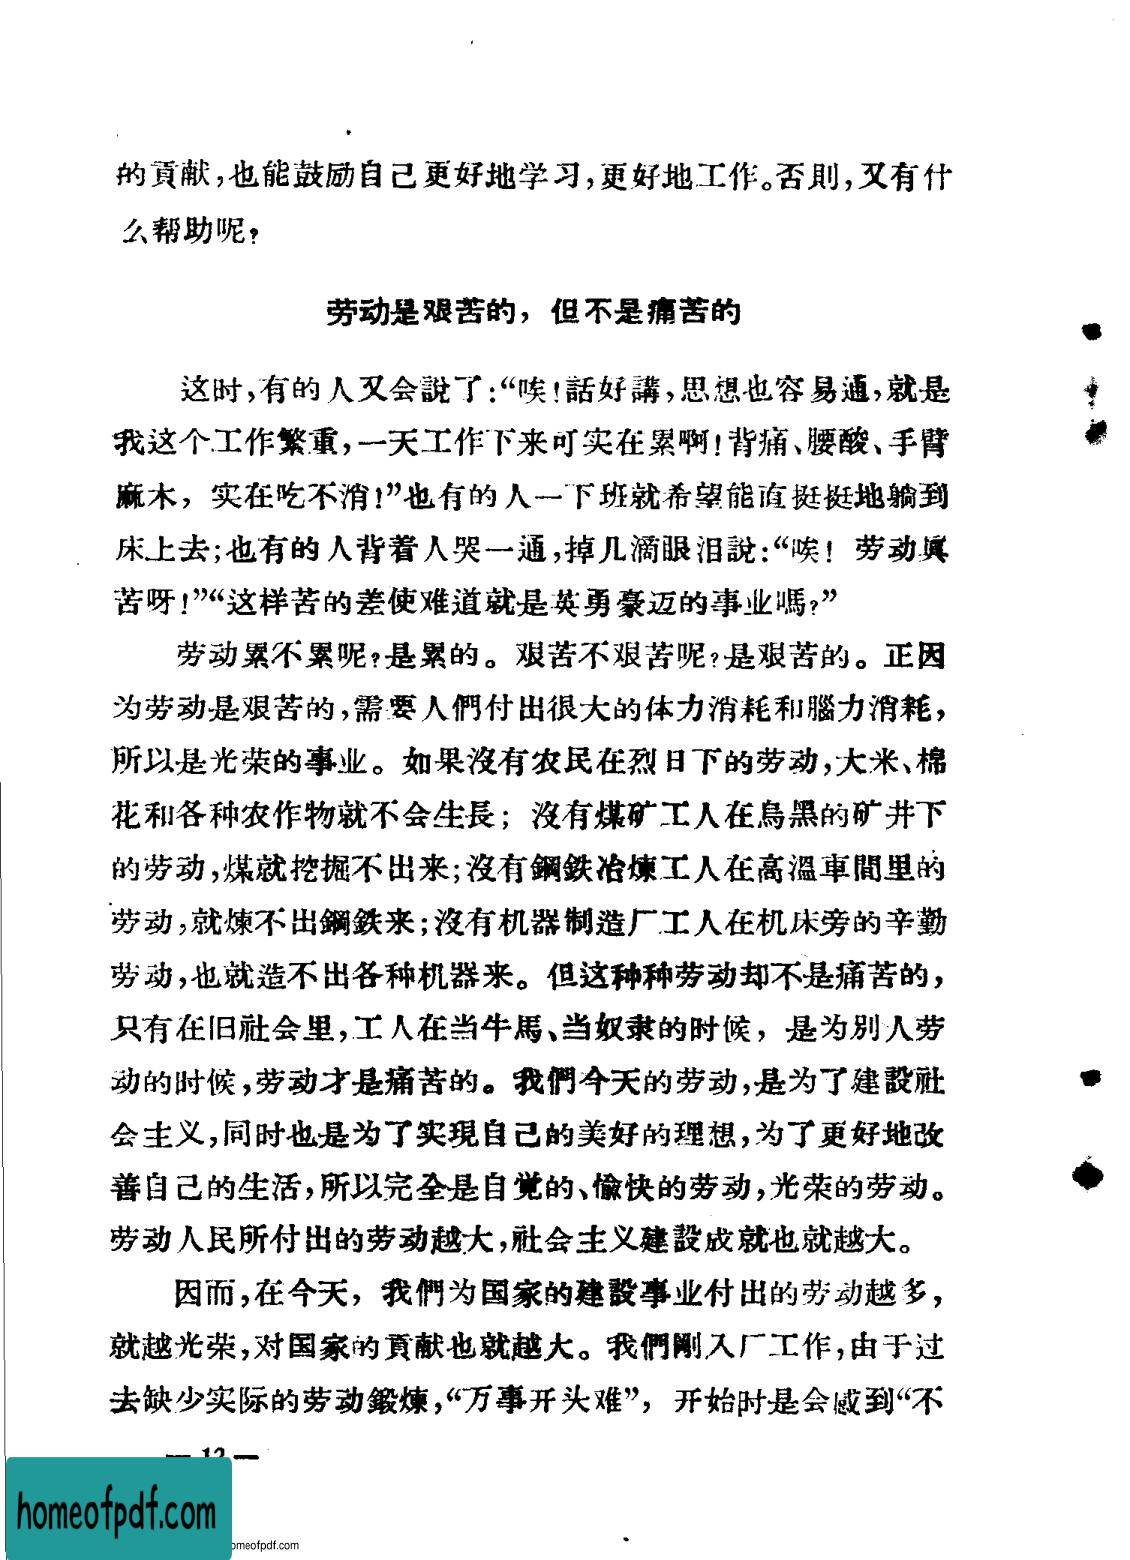 的貢献,也能鼓励自己更好地学习,更好地工作。否則,又有什
么帮助呢?
劳动是艰苦的，但不是痛苦的
这时,有的人又会說了:“唉!話好講,思想也容易通,就是
我这个工作繁重,一天工作下来可实在累啊!背痛、腰酸、手臂
麻木，实在吃不消!”也有的人一下班就希望能直挺挺地躺到
床上去;也有的人背着人哭一通,掉几滴眼泪說:“唉！劳动眞
苦呀!”“这样苦的差使难道就是英勇豪迈的事业嗎?”
劳动累不累呢?是累的。艰苦不艰苦呢?是艰苦的。正因
为劳动是艰苦的,需要人們付出很大的体力消耗和腦力消耗,
所以是光荣的事业。如果沒有农民在烈日下的劳动,大米、棉
花和各种农作物就不会生長；沒有煤矿工人在烏黑的矿井下
的劳动,煤就挖掘不出来;沒有鋼鉄冶煉工人在高溫車間里的
劳动,就煉不出鋼鉄来;沒有机器制造厂工人在机床旁的辛勤
劳动,也就造不出各种机器来。但这种种劳动却不是痛苦的,
只有在旧社会里,工人在当牛馬、当奴隶的时候，是为別人劳
动的时候,劳动才是痛苦的。我們今天的劳动,是为了建設社
会主义,同时也是为了实現自己的美好的理想,为了更好地改
善自己的生活,所以完全是自觉的、愉快的劳动,光荣的劳动。
劳动人民所付出的劳动越大,社会主义建設成就也就越大。
因而,在今天，我們为国家的建設事业付出的劳动越多,
就越光荣,对国家的貢献也就越大。我們剛入厂工作,由于过
去缺少实际的劳动鍛煉,“万事开头难”，开始时是会感到“不
— 12 —
homeofpdf.com
omeofpdf.com